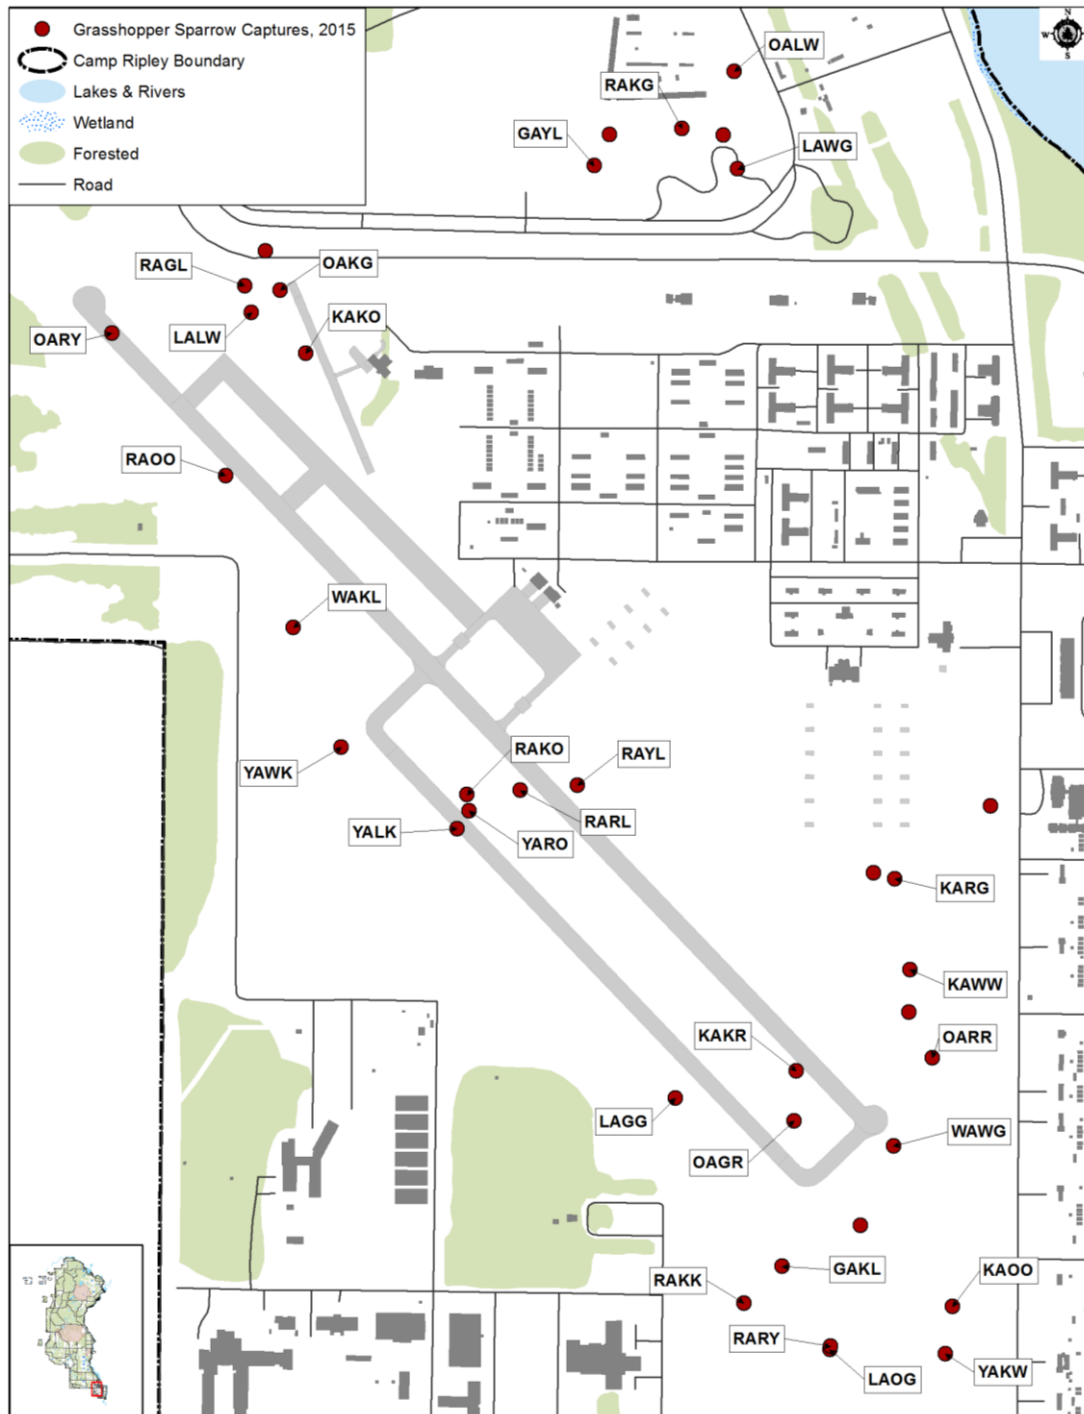 Grasshopper Sparrow Captures, 2015
Camp Ripley Boundary
Lakes & Rivers
Wetland
Forested
Road
N
W
E
S
OALW
RAKG
GAYL
LAWG
RAGL
OAKG
LALW
KAKO
OARY
RAOO
WAKL
YAWK
RAKO
RAYL
RARL
YARO
YALK
KARG
KAWW
OARR
KAKR
LAGG
WAWG
OAGR
GAKL
RAKK
KAOO
RARY
YAKW
LAOG